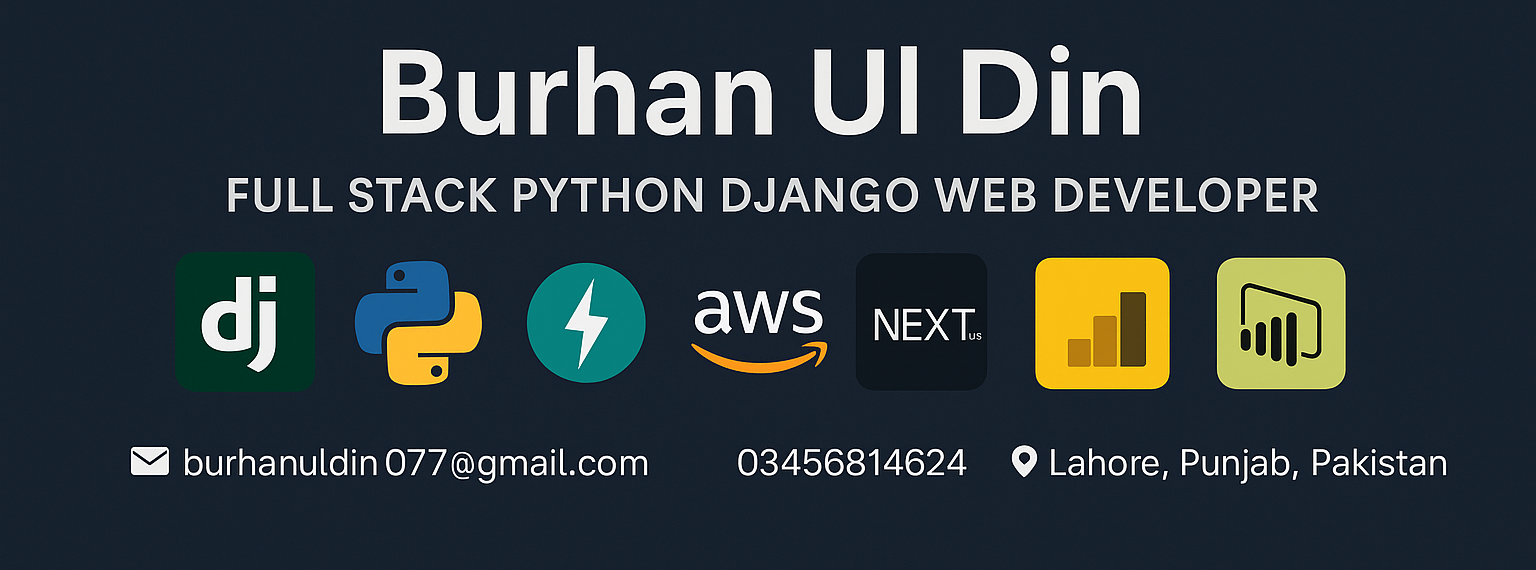 Burhan Ul Din
FULL STACK PYTHON DJANGO WEB DEVELOPER
dj aws NEXT us
burhanuldin 077@gmail.com 03456814624 Lahore, Punjab, Pakistan